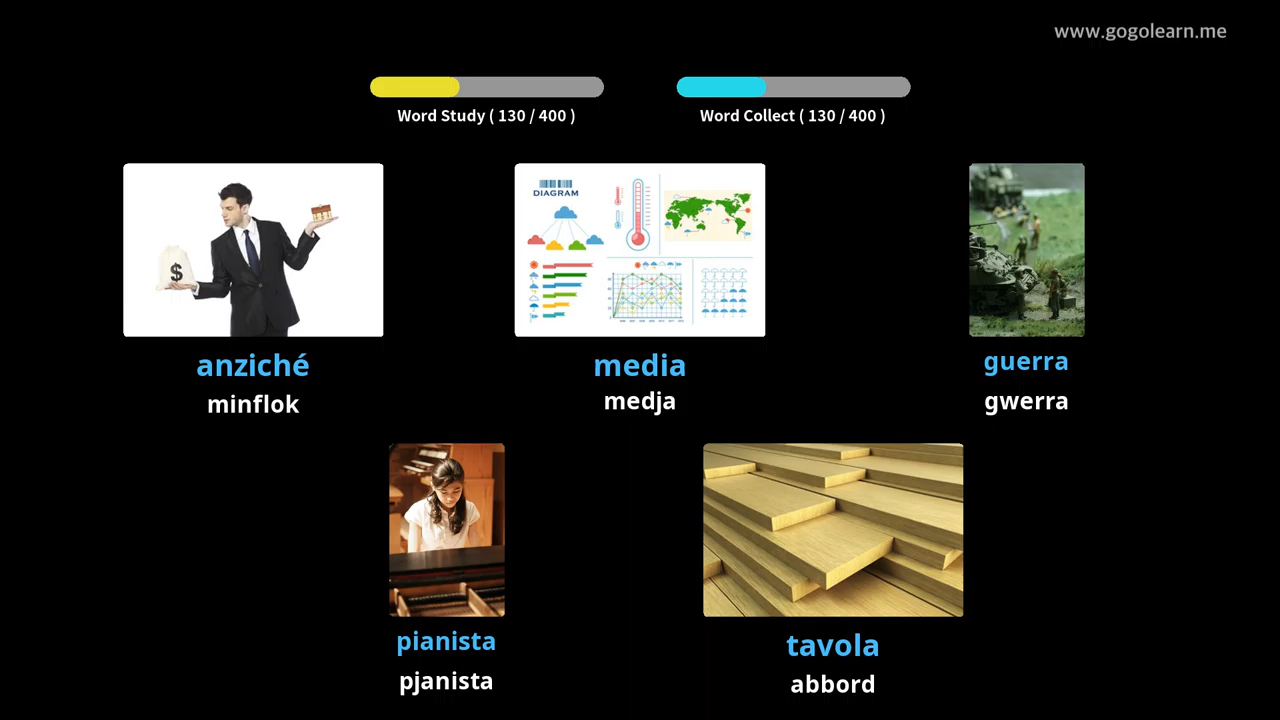 www.gogolearn.me
Word Study ( 130 / 400 )
Word Collect ( 130 / 400 )
DIAGRAM
$
anziché
media
guerra
minflok
medja
gwerra
pianista
tavola
pjanista
abbord